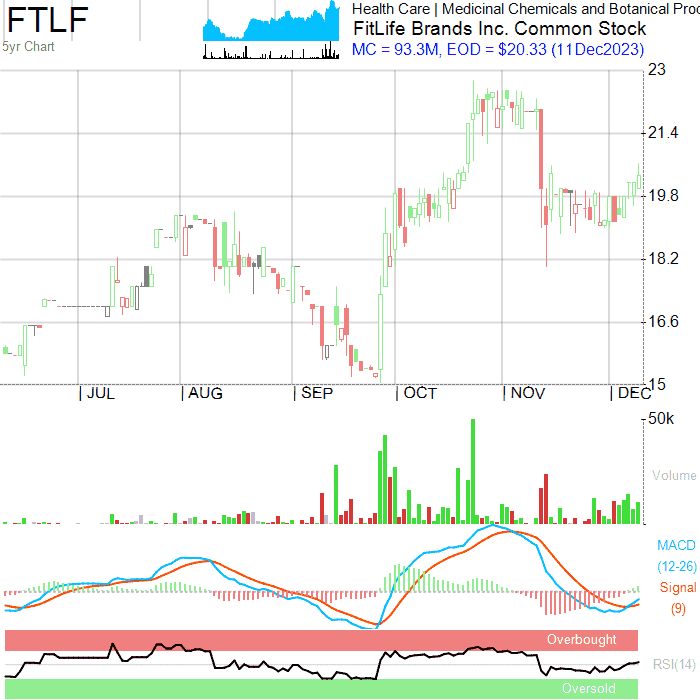 FTLF
5yr Chart
Health Care | Medicinal Chemicals and Botanical Proc
FitLife Brands Inc. Common Stock
MC = 93.3M, EOD = $20.33 (11Dec2023)
23
21.4
19.8
18.2
16.6
15
JUL AUG SEP OCT NOV DEC
50k
Volume
MACD
(12-26)
Signal
(9)
Overbought
RSI(14)
Oversold